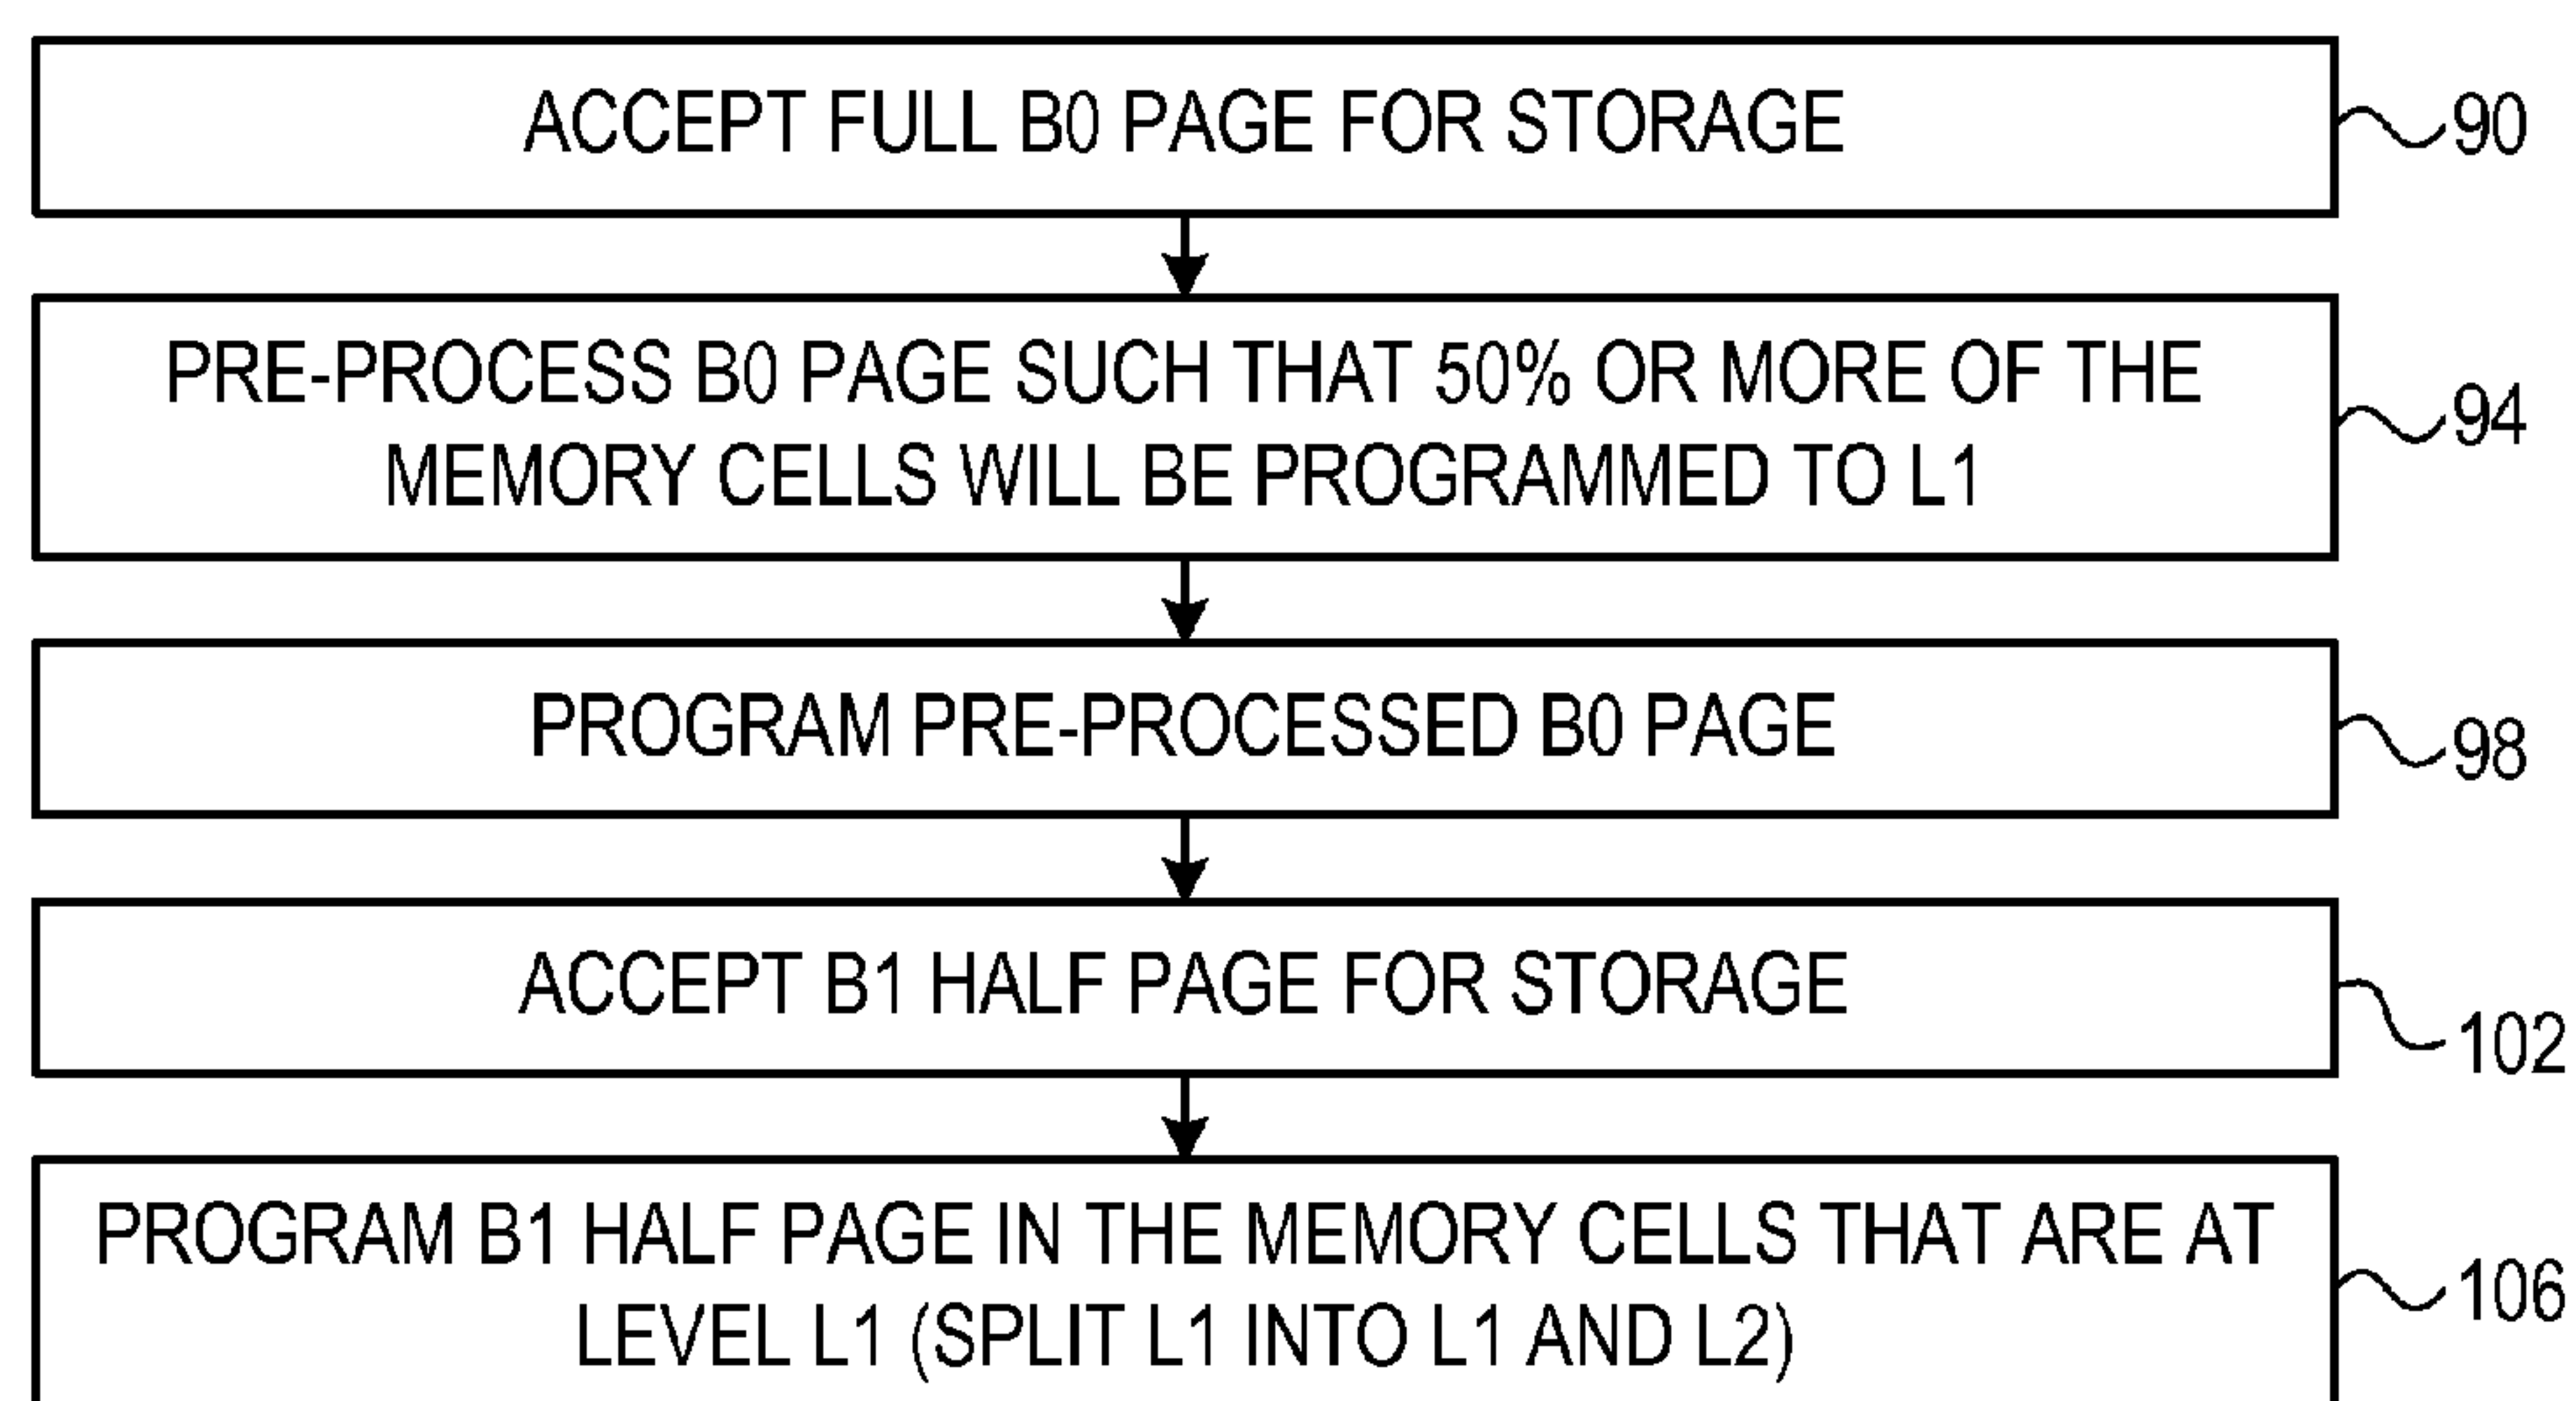 ACCEPT FULL B0 PAGE FOR STORAGE
90
PRE-PROCESS B0 PAGE SUCH THAT 50% OR MORE OF THE
MEMORY CELLS WILL BE PROGRAMMED TO L1
94
PROGRAM PRE-PROCESSED B0 PAGE
98
ACCEPT B1 HALF PAGE FOR STORAGE
102
PROGRAM B1 HALF PAGE IN THE MEMORY CELLS THAT ARE AT
LEVEL L1 (SPLIT L1 INTO L1 AND L2)
106